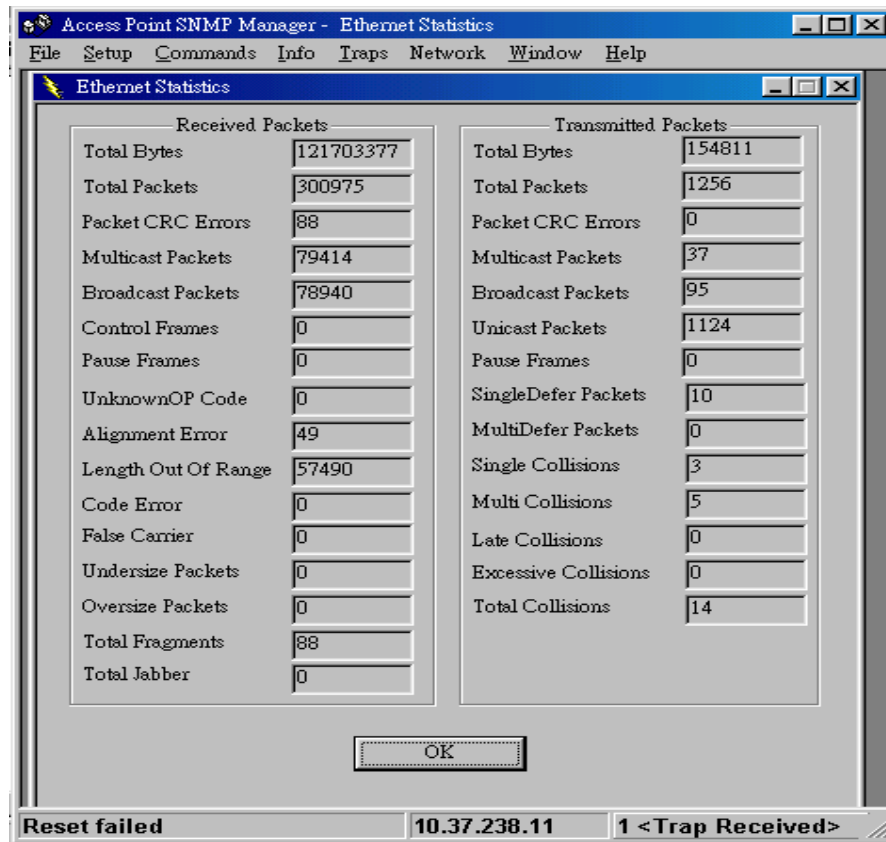 Access Point SNMP Manager - Ethernet Statistics
File Setup Commands Info Traps Network Window Help
Ethernet Statistics
Received Packets
Total Bytes 121703377
Total Packets 300975
Packet CRC Errors 88
Multicast Packets 79414
Broadcast Packets 78940
Control Frames 0
Pause Frames 0
UnknownOP Code 0
Alignment Error 49
Length Out Of Range 57490
Code Error 0
False Carrier 0
Undersize Packets 0
Oversize Packets 0
Total Fragments 88
Total Jabber 0
Transmitted Packets
Total Bytes 154811
Total Packets 1256
Packet CRC Errors 0
Multicast Packets 37
Broadcast Packets 95
Unicast Packets 1124
Pause Frames 0
SingleDefer Packets 10
MultiDefer Packets 0
Single Collisions 3
Multi Collisions 5
Late Collisions 0
Excessive Collisions 0
Total Collisions 14
OK
Reset failed 10.37.238.11 1 <Trap Received>